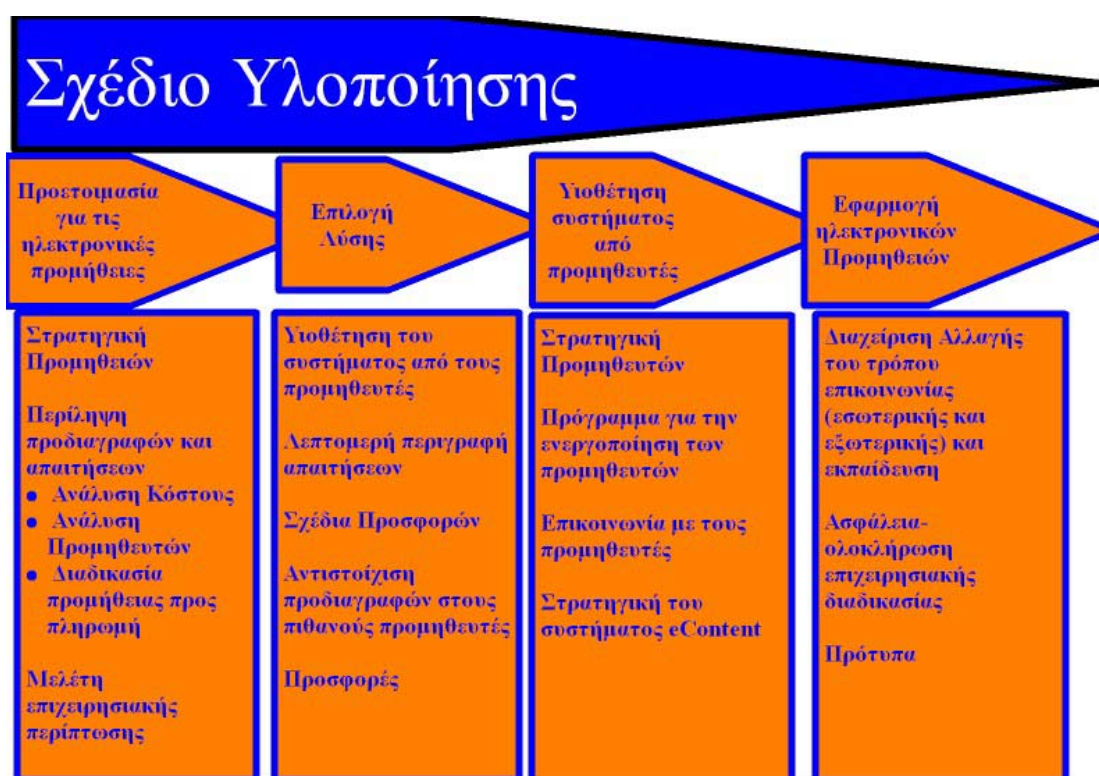 Σχέδιο Υλοποίησης
Προετοιμασία
για τις
ηλεκτρονικές
προμήθειες
Επιλογή
Λύσης
Υιοθέτηση
συστήματος
από
προμηθευτές
Εφαρμογή
ηλεκτρονικών
Προμηθειών
Στρατηγική
Προμηθειών
Περίληψη
προδιαγραφών και
απαιτήσεων
• Ανάλυση Κόστους
• Ανάλυση
Προμηθευτών
• Διαδικασία
προμήθειας προς
πληρωμή
Μελέτη
επιχειρησιακής
περίπτωσης
Υιοθέτηση του
συστήματος από τους
προμηθευτές
Λεπτομερή περιγραφή
απαιτήσεων
Σχέδια Προσφορών
Αντιστοίχιση
προδιαγραφών στους
πιθανούς προμηθευτές
Προσφορές
Στρατηγική
Προμηθευτών
Πρόγραμμα για την
ενεργοποίηση των
προμηθευτών
Επικοινωνία με τους
προμηθευτές
Στρατηγική του
συστήματος eContent
Διαχείριση Αλλαγής
του τρόπου
επικοινωνίας
(εσωτερικής και
εξωτερικής) και
εκπαίδευση
Ασφάλεια-
ολοκλήρωση
επιχειρησιακής
διαδικασίας
Πρότυπα